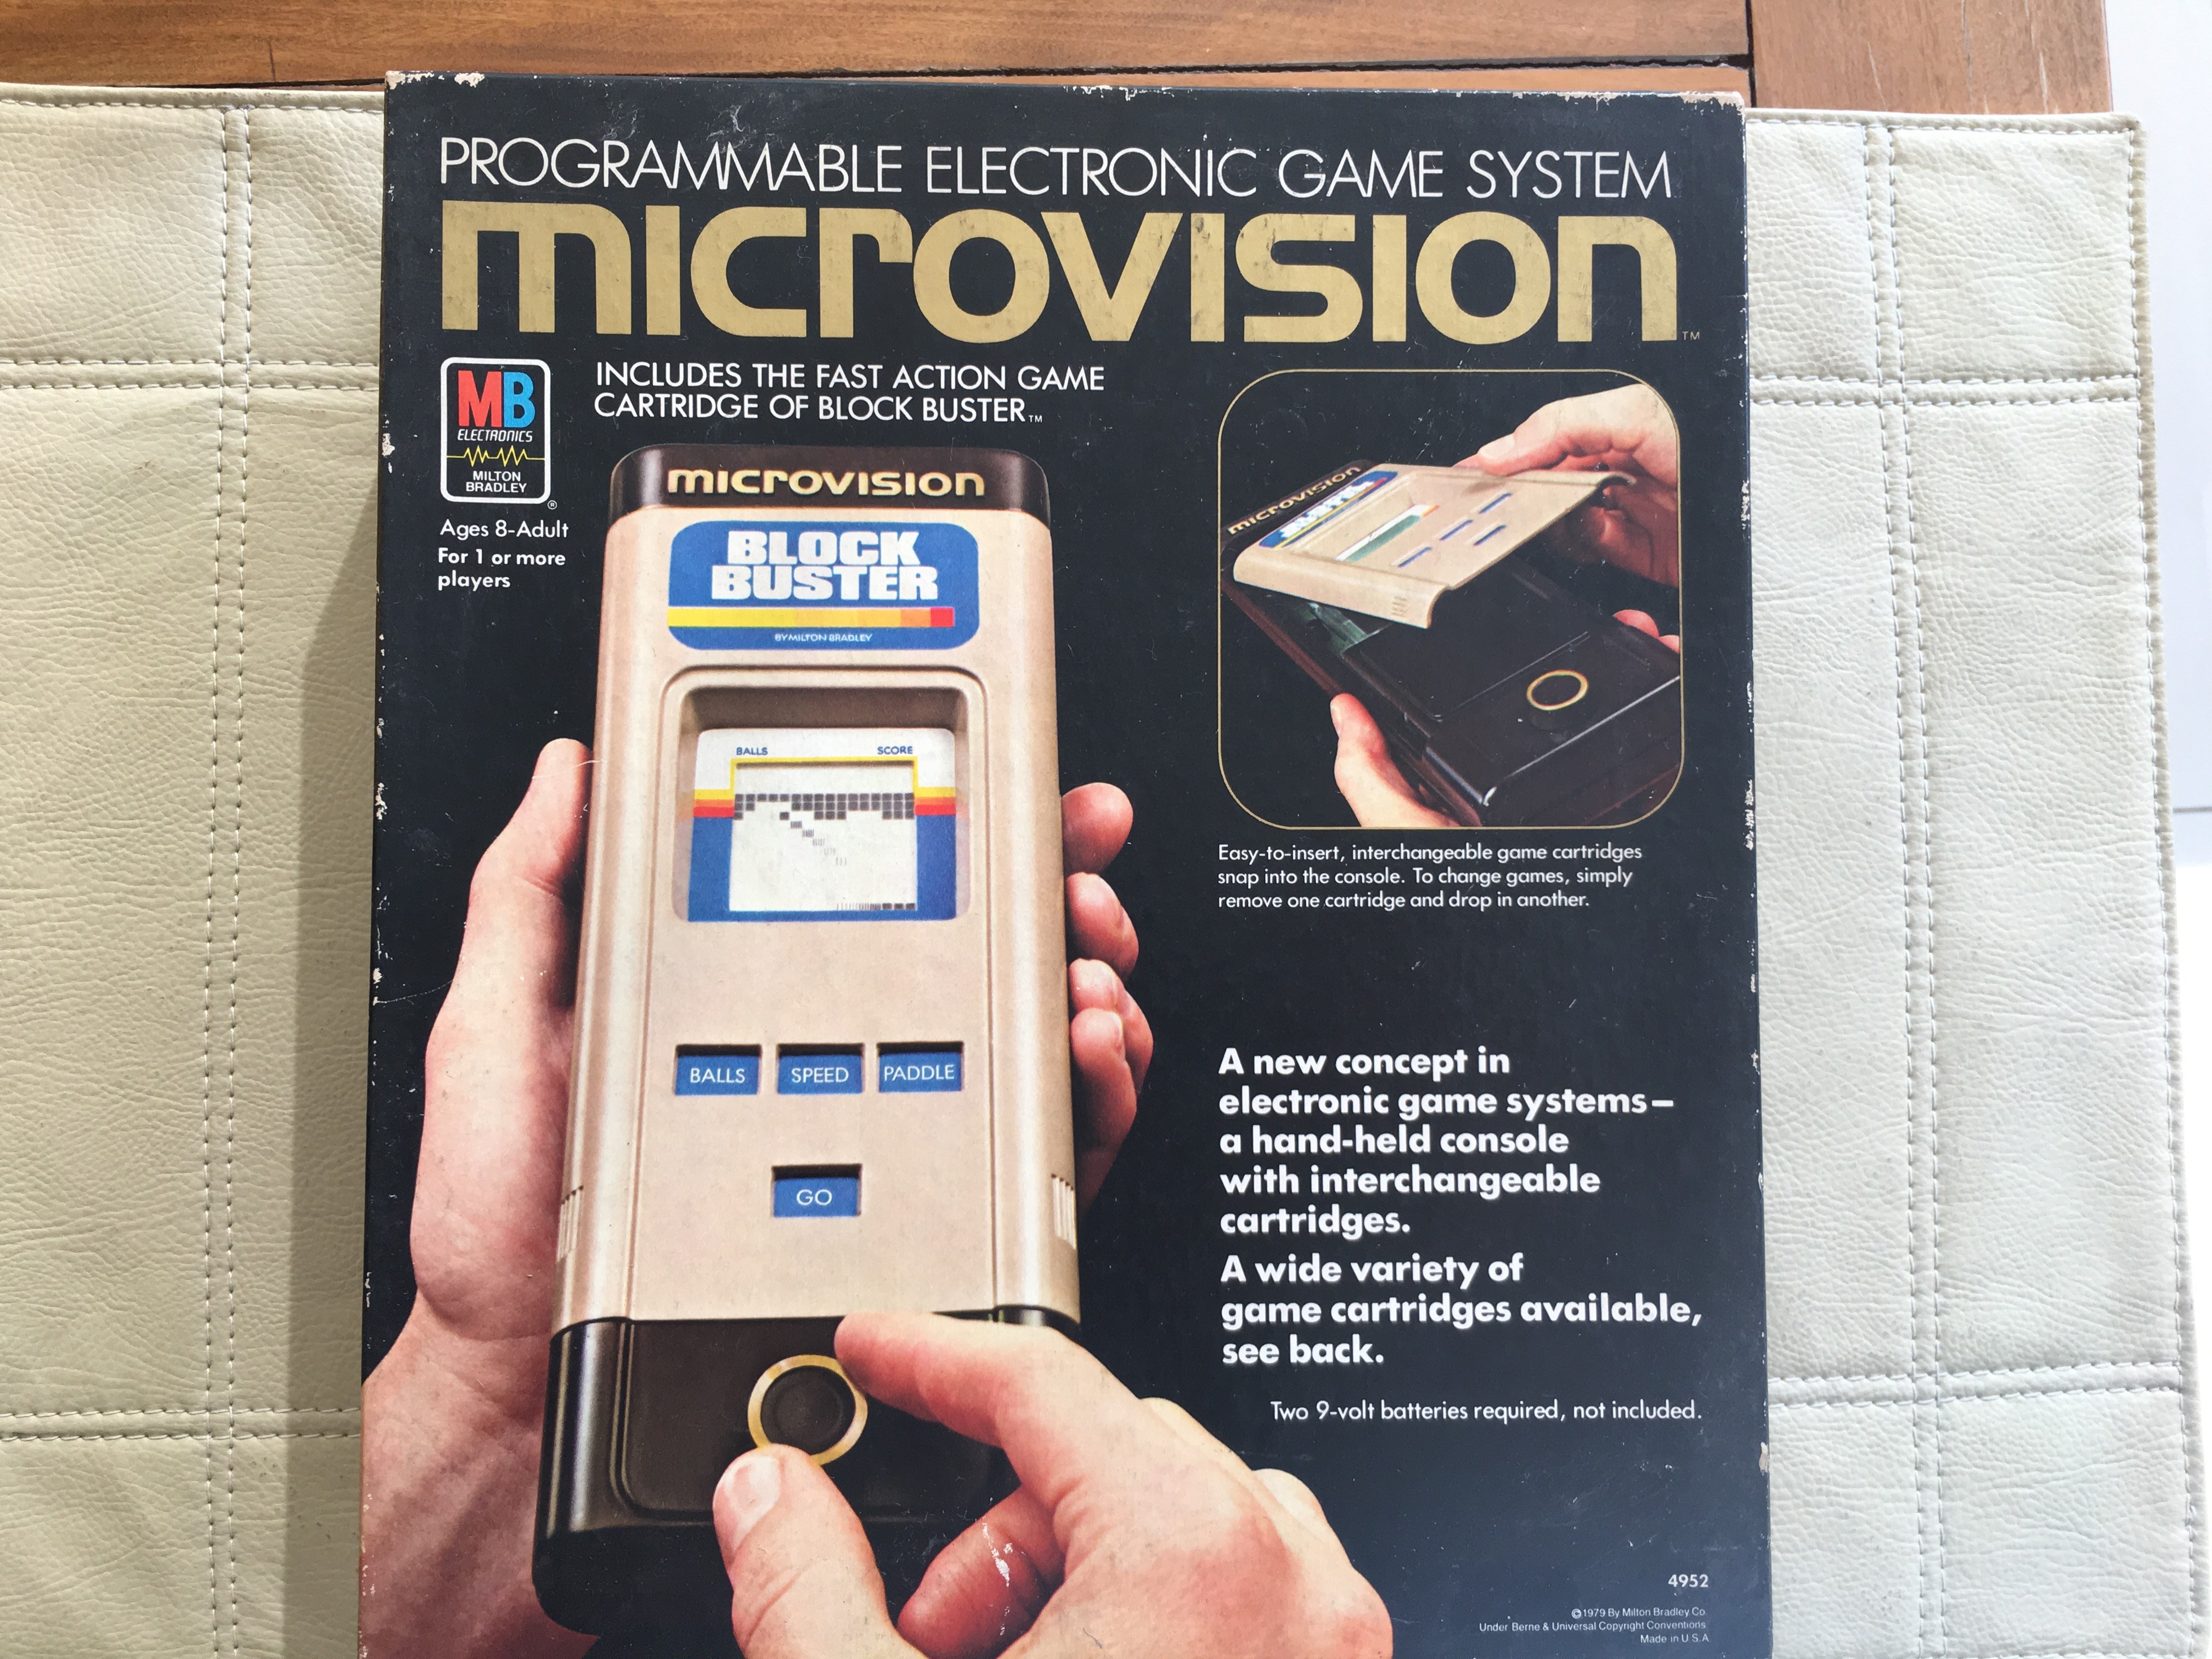 PROGRAMMABLE ELECTRONIC GAME SYSTEM
microvision™
MB
ELECTRONICS
MILTON
BRADLEY
®
INCLUDES THE FAST ACTION GAME
CARTRIDGE OF BLOCK BUSTER™
Ages 8-Adult
For 1 or more
players
microvision
BLOCK
BUSTER
BY MILTON BRADLEY
BALLS SCORE
BALLS SPEED PADDLE
GO
microvision
Easy-to-insert, interchangeable game cartridges
snap into the console. To change games, simply
remove one cartridge and drop in another.
A new concept in
electronic game systems—
a hand-held console
with interchangeable
cartridges.
A wide variety of
game cartridges available,
see back.
Two 9-volt batteries required, not included.
4952
©1979 By Milton Bradley Co.
Under Berne & Universal Copyright Conventions
Made in U S A